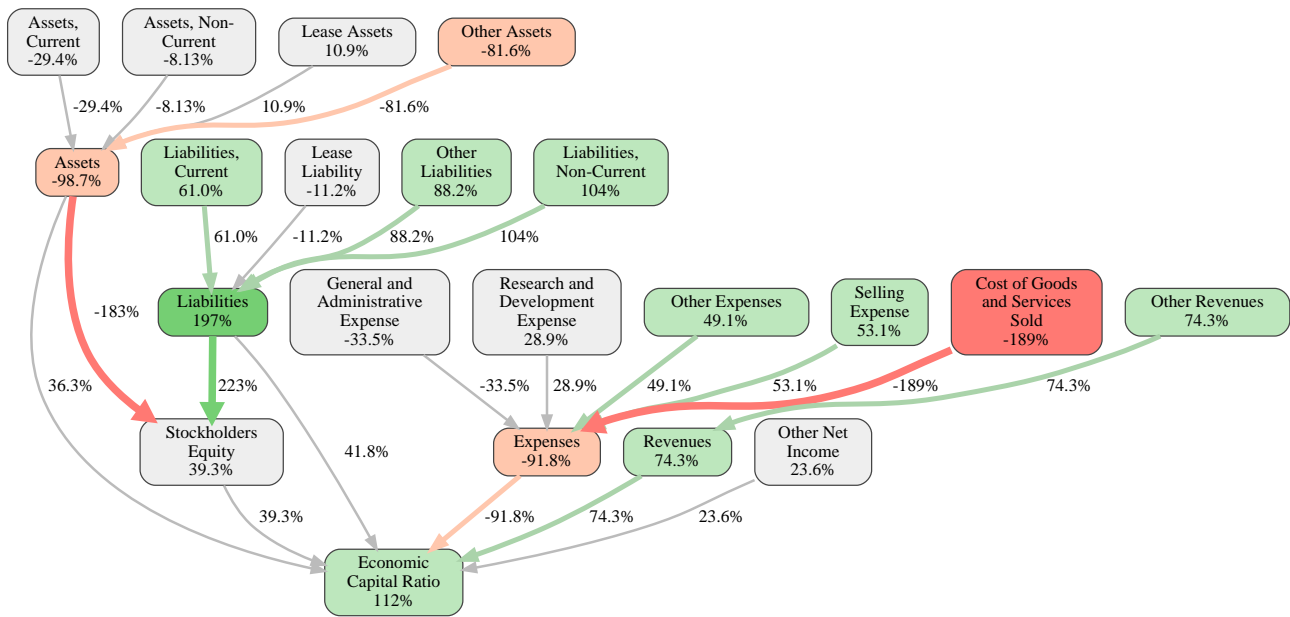 Assets,
Current
-29.4%
Assets, Non-
Current
-8.13%
Lease Assets
10.9%
Other Assets
-81.6%
-29.4%
-8.13%
10.9%
-81.6%
Assets
-98.7%
Liabilities,
Current
61.0%
Lease
Liability
-11.2%
Other
Liabilities
88.2%
Liabilities,
Non-Current
104%
61.0%
-11.2%
88.2%
104%
Liabilities
197%
General and
Administrative
Expense
-33.5%
Research and
Development
Expense
28.9%
Other Expenses
49.1%
Selling
Expense
53.1%
Cost of Goods
and Services
Sold
-189%
Other Revenues
74.3%
-183%
36.3%
223%
-33.5%
28.9%
49.1%
53.1%
-189%
74.3%
Stockholders
Equity
39.3%
41.8%
Expenses
-91.8%
Revenues
74.3%
Other Net
Income
23.6%
39.3%
-91.8%
74.3%
23.6%
Economic
Capital Ratio
112%